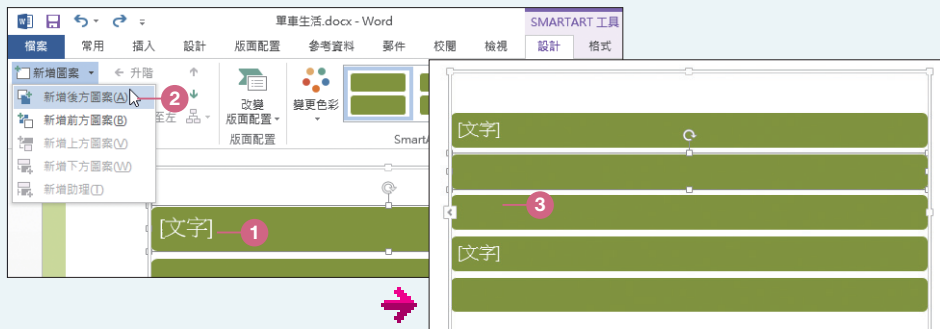 單車生活.docx - Word
SMARTART 工具
檔案 常用 插入 設計 版面配置 參考資料 郵件 校閱 檢視 設計 格式
新增圖案 升階
新增後方圖案(A)
新增前方圖案(B)
新增上方圖案(V)
新增下方圖案(W)
新增助理(T)
至左
改變
版面配置
版面配置
變更色彩
SmartA
2
[文字]
1
[文字]
3
[文字]